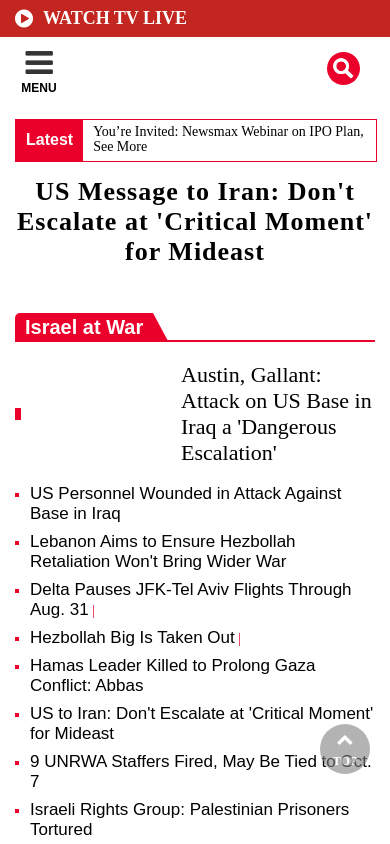 WATCH TV LIVE
MENU
Latest
You’re Invited: Newsmax Webinar on IPO Plan,
See More
US Message to Iran: Don't
Escalate at 'Critical Moment'
for Mideast
Israel at War
Austin, Gallant:
Attack on US Base in
Iraq a 'Dangerous
Escalation'
US Personnel Wounded in Attack Against
Base in Iraq
Lebanon Aims to Ensure Hezbollah
Retaliation Won't Bring Wider War
Delta Pauses JFK-Tel Aviv Flights Through
Aug. 31 |
Hezbollah Big Is Taken Out |
Hamas Leader Killed to Prolong Gaza
Conflict: Abbas
US to Iran: Don't Escalate at 'Critical Moment'
for Mideast
9 UNRWA Staffers Fired, May Be Tied to Oct.
7
TOP
Israeli Rights Group: Palestinian Prisoners
Tortured